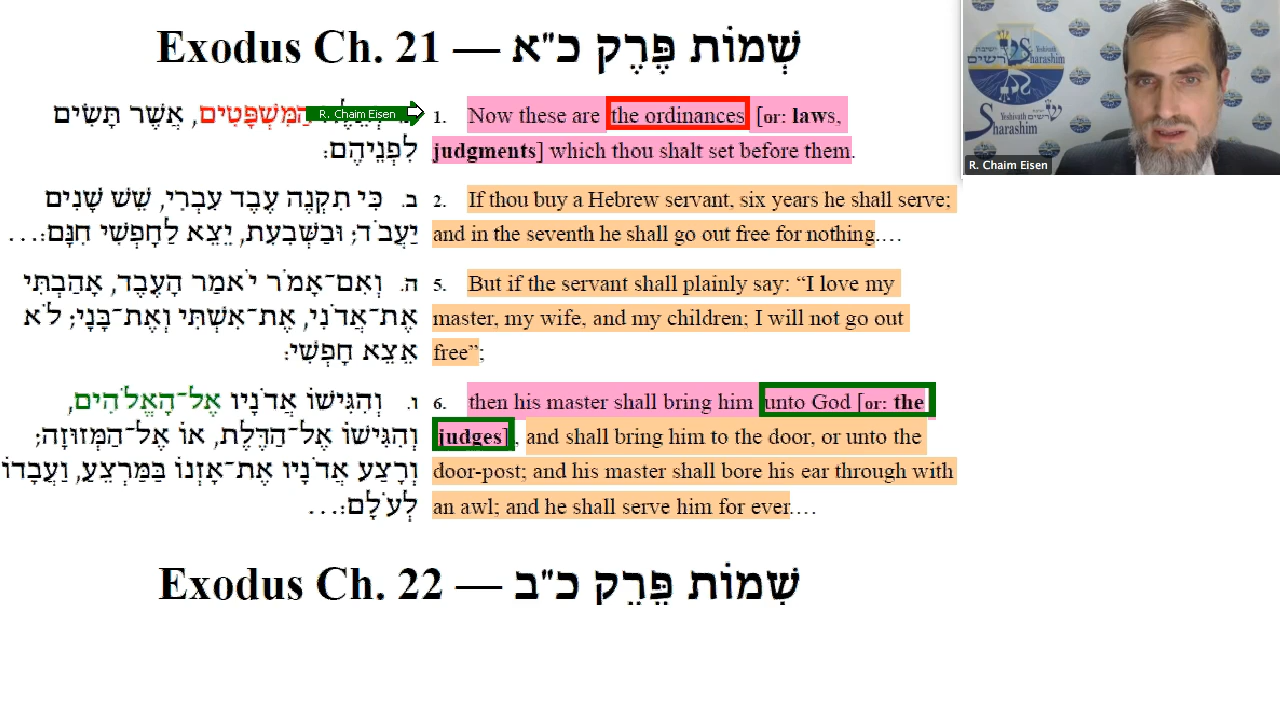 Exodus Ch. 21 — שְׁמוֹת פֶּרֶק כ"א
הַמִּשְׁפָּטִים, אֲשֶׁר תָּשִׂים
לִפְנֵיהֶם:
R. Chaim Eisen
1. Now these are the ordinances [or: laws,
judgments] which thou shalt set before them.
ב. כִּי תִקְנֶה עֶבֶד עִבְרִי, שֵׁשׁ שָׁנִים
יַעֲבֹד; וּבַשְּׁבִעִת, יֵצֵא לַחָפְשִׁי חִנָּם:…
2. If thou buy a Hebrew servant, six years he shall serve;
and in the seventh he shall go out free for nothing….
ה. וְאִם־אָמֹר יֹאמַר הָעֶבֶד, אָהַבְתִּי
אֶת־אֲדֹנִי, אֶת־אִשְׁתִּי וְאֶת־בָּנָי; לֹא
אֵצֵא חָפְשִׁי:
5. But if the servant shall plainly say: “I love my
master, my wife, and my children; I will not go out
free”;
ו. וְהִגִּישׁוֹ אֲדֹנָיו אֶל־הָאֱלֹהִים,
וְהִגִּישׁוֹ אֶל־הַדֶּלֶת, אוֹ אֶל־הַמְּזוּזָה;
וְרָצַע אֲדֹנָיו אֶת־אָזְנוֹ בַּמַּרְצֵעַ, וַעֲבָדוֹ
לְעֹלָם:…
6. then his master shall bring him unto God [or: the
judges], and shall bring him to the door, or unto the
door-post; and his master shall bore his ear through with
an awl; and he shall serve him for ever….
Exodus Ch. 22 — שְׁמוֹת פֶּרֶק כ"ב
ישיבת
שרשים
Yeshivath
Sharashim
R. Chaim Eisen